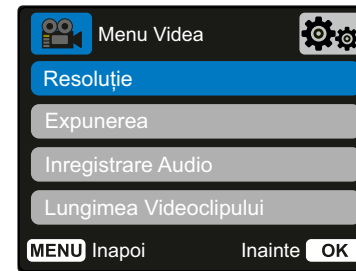 Menu Videa
Resoluție
Expunerea
Inregistrare Audio
Lungimea Videoclipului
MENU Inapoi Inainte OK